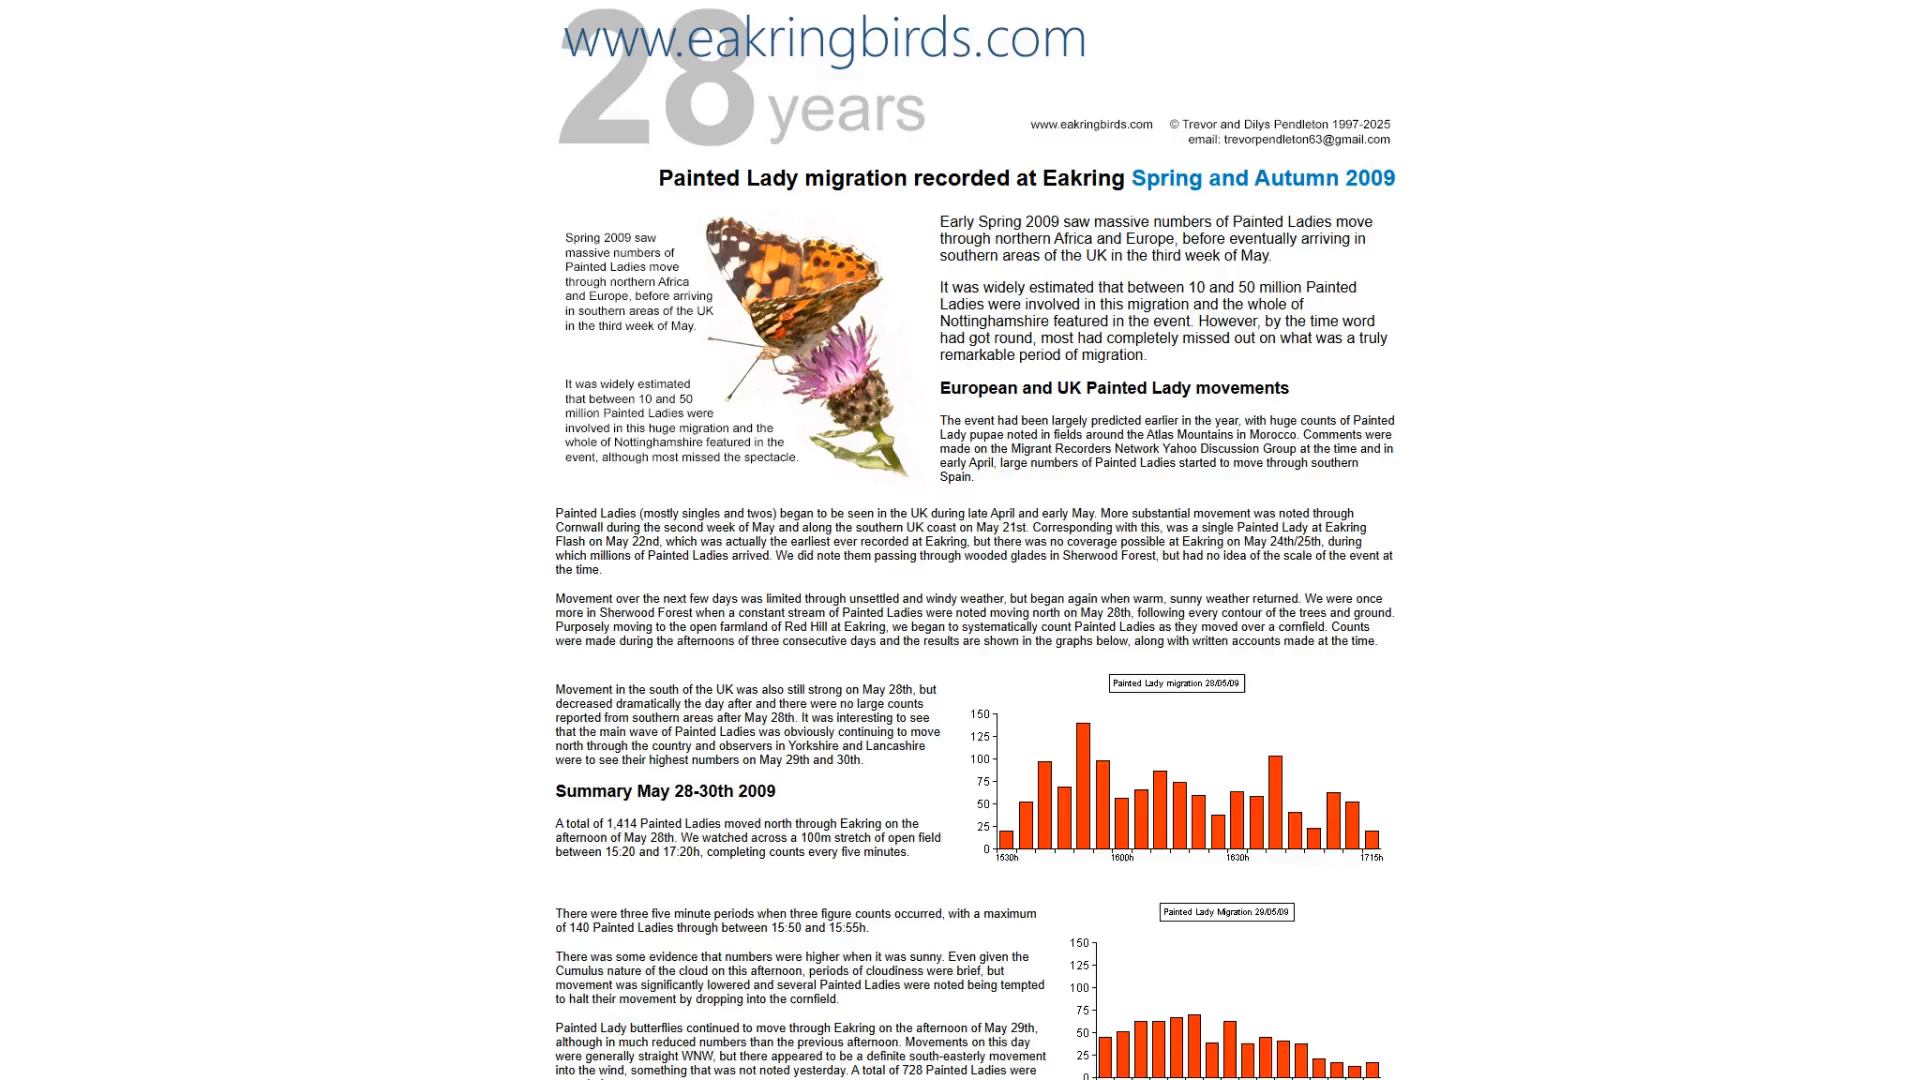 www.eakringbirds.com
28 years
www.eakringbirds.com © Trevor and Dilys Pendleton 1997-2025
email: trevorpendleton63@gmail.com
Painted Lady migration recorded at Eakring Spring and Autumn 2009
Spring 2009 saw
massive numbers of
Painted Ladies move
through northern Africa
and Europe, before arriving
in southern areas of the UK
in the third week of May.
It was widely estimated
that between 10 and 50
million Painted Ladies were
involved in this huge migration and the
whole of Nottinghamshire featured in the
event, although most missed the spectacle.
Early Spring 2009 saw massive numbers of Painted Ladies move
through northern Africa and Europe, before eventually arriving in
southern areas of the UK in the third week of May.
It was widely estimated that between 10 and 50 million Painted
Ladies were involved in this migration and the whole of
Nottinghamshire featured in the event. However, by the time word
had got round, most had completely missed out on what was a truly
remarkable period of migration.
European and UK Painted Lady movements
The event had been largely predicted earlier in the year, with huge counts of Painted
Lady pupae noted in fields around the Atlas Mountains in Morocco. Comments were
made on the Migrant Recorders Network Yahoo Discussion Group at the time and in
early April, large numbers of Painted Ladies started to move through southern
Spain.
Painted Ladies (mostly singles and twos) began to be seen in the UK during late April and early May. More substantial movement was noted through
Cornwall during the second week of May and along the southern UK coast on May 21st. Corresponding with this, was a single Painted Lady at Eakring
Flash on May 22nd, which was actually the earliest ever recorded at Eakring, but there was no coverage possible at Eakring on May 24th/25th, during
which millions of Painted Ladies arrived. We did note them passing through wooded glades in Sherwood Forest, but had no idea of the scale of the event at
the time.
Movement over the next few days was limited through unsettled and windy weather, but began again when warm, sunny weather returned. We were once
more in Sherwood Forest when a constant stream of Painted Ladies were noted moving north on May 28th, following every contour of the trees and ground.
Purposely moving to the open farmland of Red Hill at Eakring, we began to systematically count Painted Ladies as they moved over a cornfield. Counts
were made during the afternoons of three consecutive days and the results are shown in the graphs below, along with written accounts made at the time.
Movement in the south of the UK was also still strong on May 28th, but
decreased dramatically the day after and there were no large counts
reported from southern areas after May 28th. It was interesting to see
that the main wave of Painted Ladies was obviously continuing to move
north through the country and observers in Yorkshire and Lancashire
were to see their highest numbers on May 29th and 30th.
Summary May 28-30th 2009
A total of 1,414 Painted Ladies moved north through Eakring on the
afternoon of May 28th. We watched across a 100m stretch of open field
between 15:20 and 17:20h, completing counts every five minutes.
Painted Lady migration 28/05/09
150
125
100
75
50
25
0
1530h 1600h 1630h 1715h
There were three five minute periods when three figure counts occurred, with a maximum
of 140 Painted Ladies through between 15:50 and 15:55h.
There was some evidence that numbers were higher when it was sunny. Even given the
Cumulus nature of the cloud on this afternoon, periods of cloudiness were brief, but
movement was significantly lowered and several Painted Ladies were noted being tempted
to halt their movement by dropping into the cornfield.
Painted Lady butterflies continued to move through Eakring on the afternoon of May 29th,
although in much reduced numbers than the previous afternoon. Movements on this day
were generally straight WNW, but there appeared to be a definite south-easterly movement
into the wind, something that was not noted yesterday. A total of 728 Painted Ladies were
Painted Lady Migration 29/05/09
150
125
100
75
50
25
0